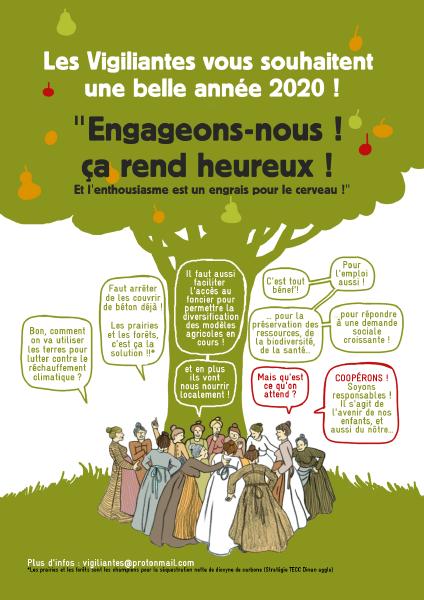 Les Vigiliantes vous souhaitent
une belle année 2020 !
"Engageons-nous !
ça rend heureux !
Et l'enthousiasme est un engrais pour le cerveau !"
Bon, comment
on va utiliser
les terres pour
lutter contre le
réchauffement
climatique ?
Faut arrêter
de les couvrir
de béton déjà !
Les prairies
et les forêts,
c'est ça la
solution !!*
Il faut aussi
faciliter
l'accès au
foncier pour
permettre la
diversification
des modèles
agricoles en
cours !
et en plus
ils vont
nous nourrir
localement !
C'est tout
bénef'!
Pour
l'emploi
aussi !
... pour la
préservation des
ressources, de
la biodiversité,
de la santé...
..pour répondre
à une demande
sociale
croissante !
Mais qu'est
ce qu'on
attend ?
COOPÉRONS !
Soyons
responsables !
Il s'agit de
l'avenir de nos
enfants, et
aussi du nôtre...
Plus d'infos : vigiliantes@protonmail.com
*Les prairies et les forêts sont les champions pour la séquestration nette de dioxyne de carbone (Stratégie TECC Dinan agglo)